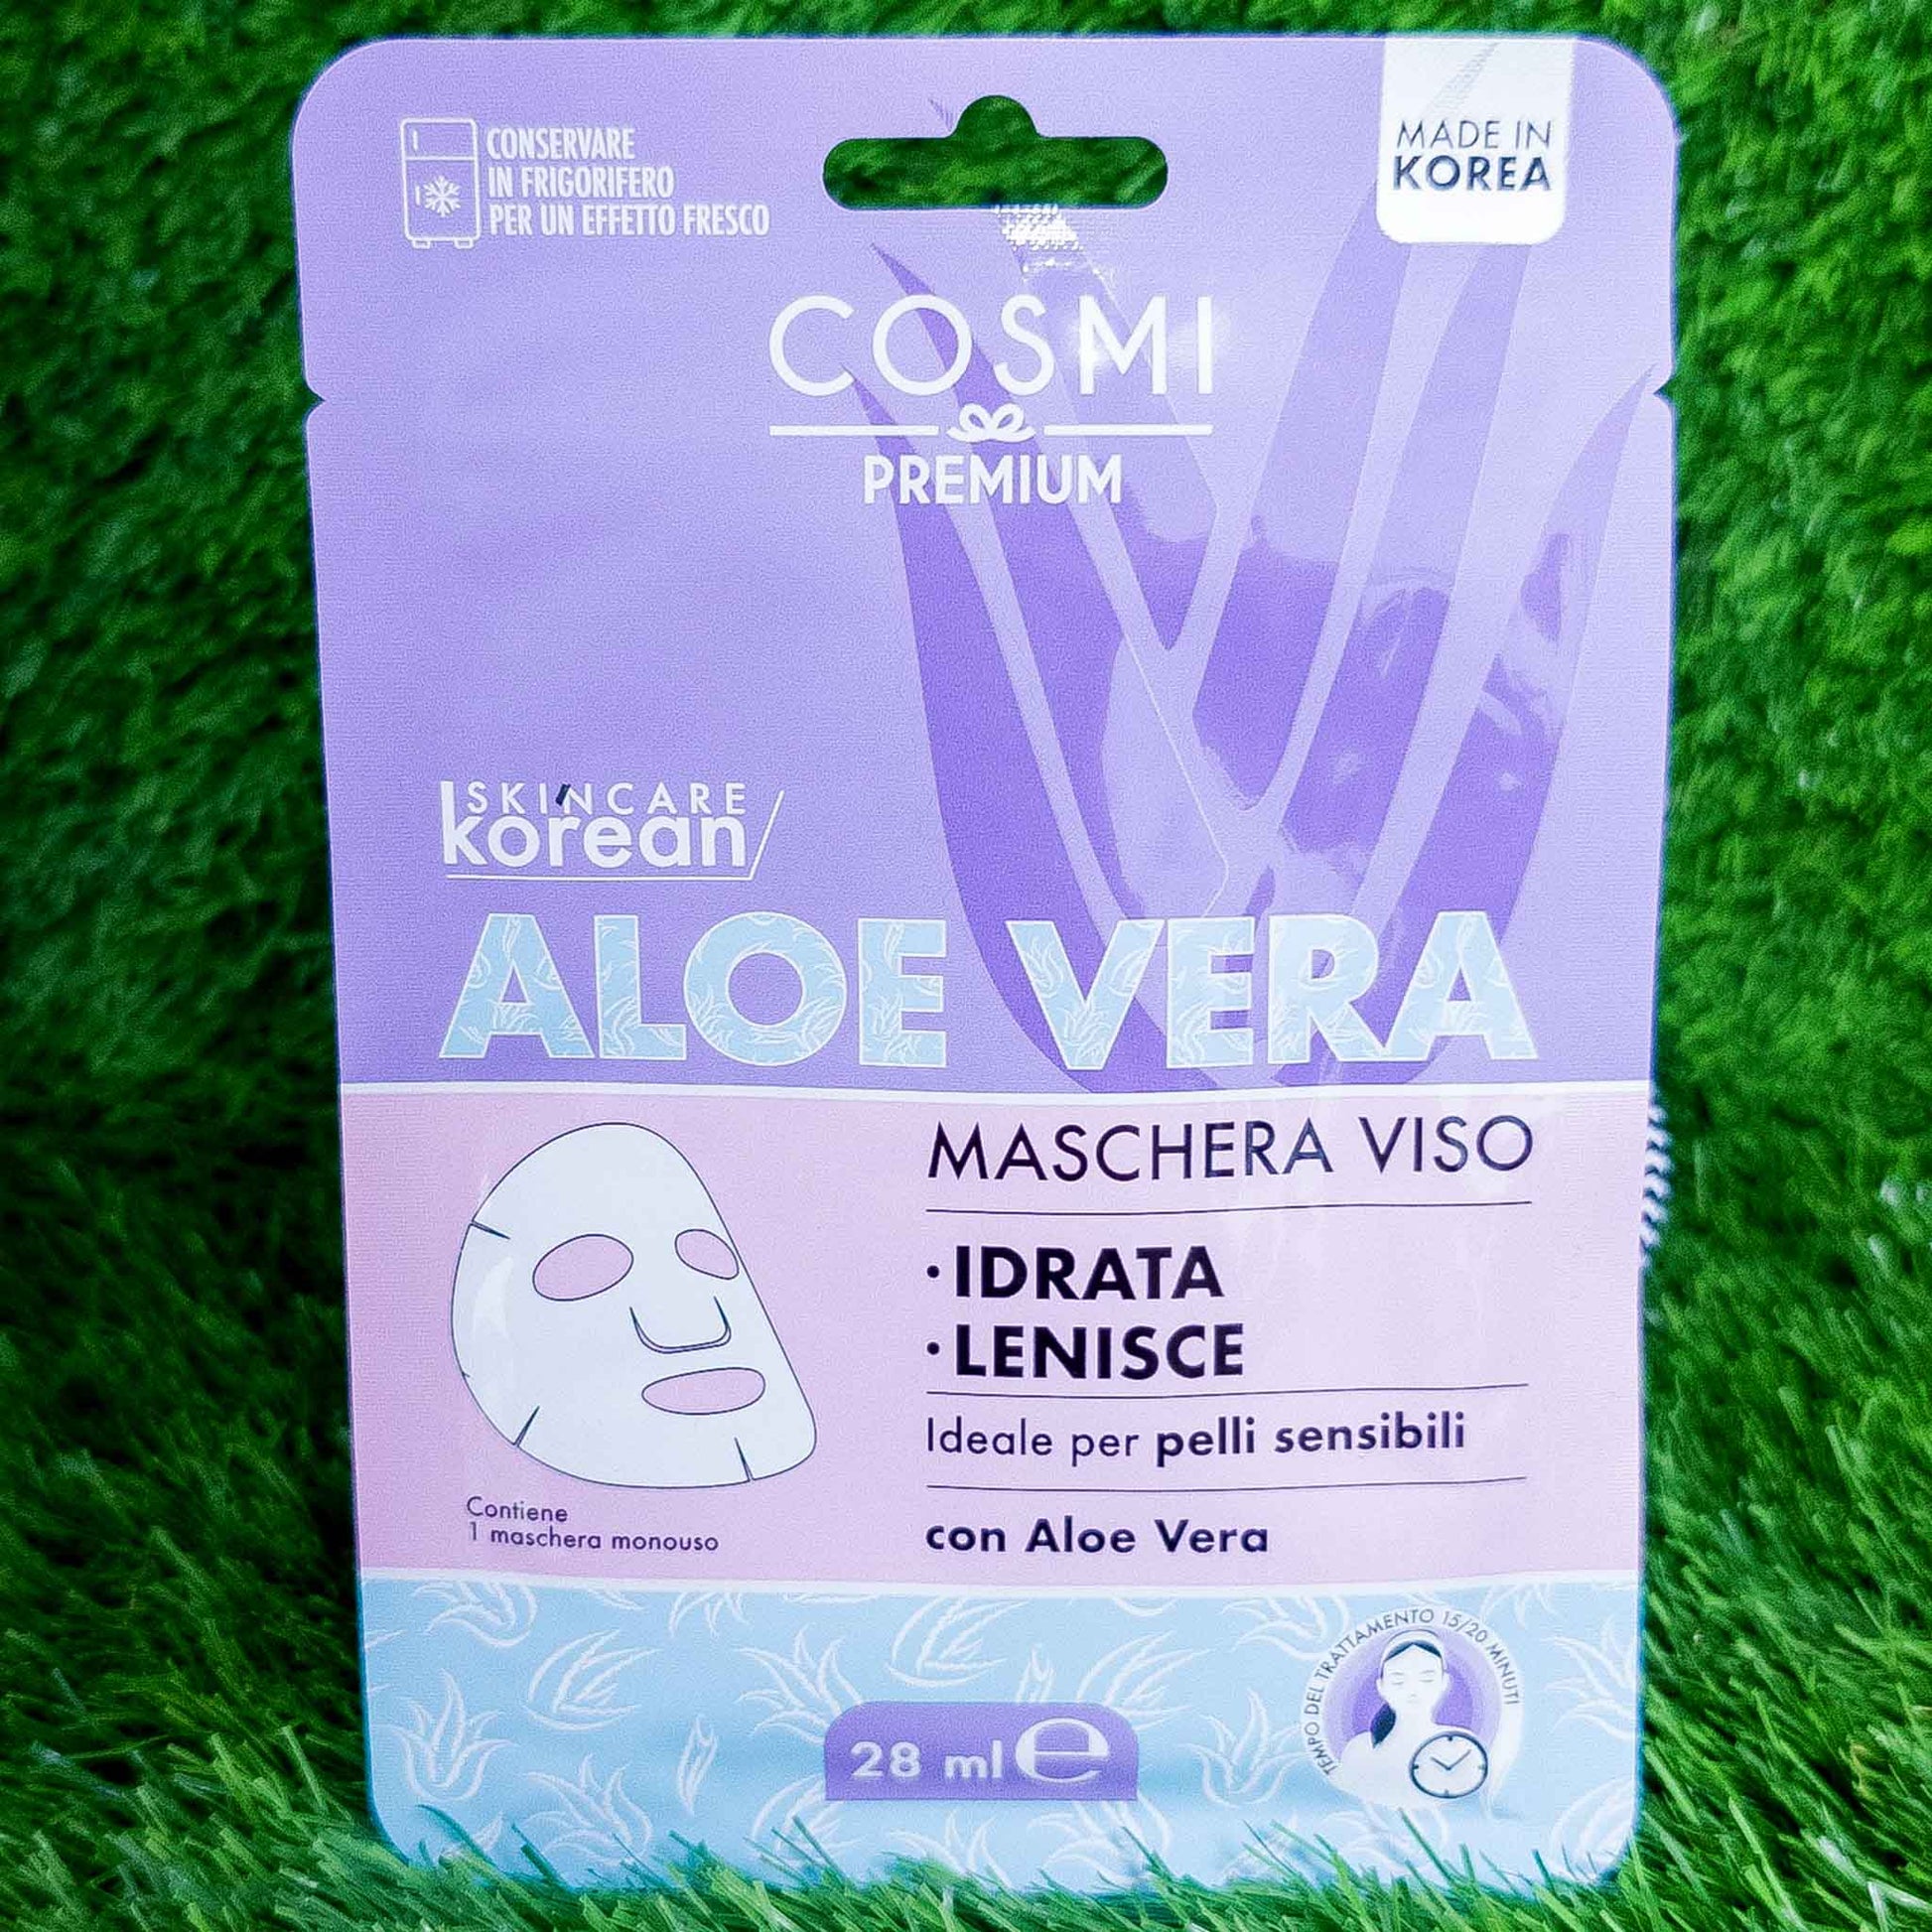 CONSERVARE
IN FRIGORIFERO
PER UN EFFETTO FRESCO
MADE IN
KOREA
COSMI
PREMIUM
SKINCARE
korean
ALOE VERA
MASCHERA VISO
·IDRATA
·LENISCE
Ideale per pelli sensibili
con Aloe Vera
Contiene
1 maschera monouso
TEMPO DEL TRATTAMENTO 15/20 MINUTI
28 ml e